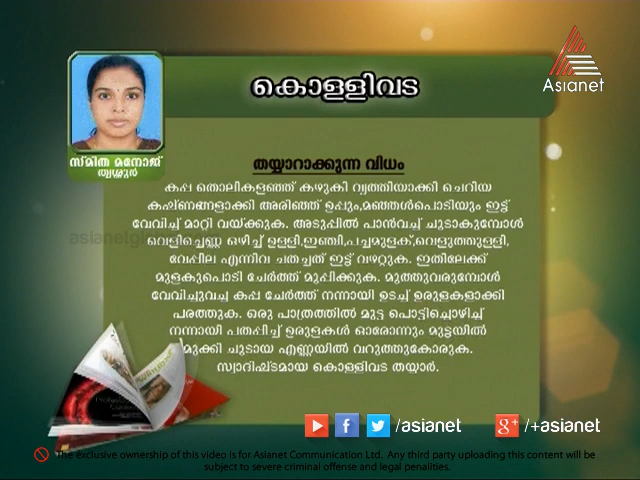 Asianet
കൊള്ളിവട
സ്മിത മനോജ്
തൃശ്ശൂർ
തയ്യാറാക്കുന്ന വിധം
കപ്പ തൊലികളഞ്ഞ് കഴുകി വൃത്തിയാക്കി ചെറിയ
കഷ്ണങ്ങളാക്കി അരിഞ്ഞ് ഉപ്പും,മഞ്ഞൾപൊടിയും ഇട്ട്
വേവിച്ച് മാറ്റി വയ്ക്കുക. അടുപ്പിൽ പാൻവച്ച് ചൂടാകുമ്പോൾ
വെളിച്ചെണ്ണ ഒഴിച്ച് ഉള്ളി,ഇഞ്ചി,പച്ചമുളക്,വെളുത്തുള്ളി,
വേപ്പില എന്നിവ ചതച്ചത് ഇട്ട് വഴറ്റുക. ഇതിലേക്ക്
മുളകുപൊടി ചേർത്ത് മൂപ്പിക്കുക. മൂത്തുവരുമ്പോൾ
വേവിച്ചുവച്ച കപ്പ ചേർത്ത് നന്നായി ഉടച്ച് ഉരുളകളാക്കി
പരത്തുക. ഒരു പാത്രത്തിൽ മുട്ട പൊട്ടിച്ചൊഴിച്ച്
നന്നായി പതപ്പിച്ച് ഉരുളകൾ ഓരോന്നും മുട്ടയിൽ
മുക്കി ചൂടായ എണ്ണയിൽ വറുത്തുകോരുക.
സ്വാദിഷ്ടമായ കൊള്ളിവട തയ്യാർ.
/asianet
/+asianet
The exclusive ownership of this video is for Asianet Communication Ltd. Any third party uploading this content will be
subject to severe criminal offense and legal penalities.